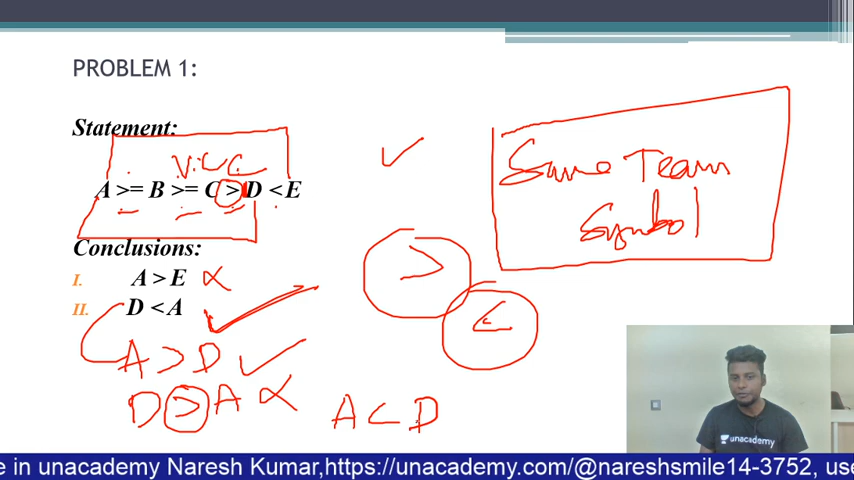 PROBLEM 1:
Statement:
V.C C
A >= B >= C > D < E
Same Team
Symbol
Conclusions:
I. A > E
II. D < A
>
<
A > D ✓
D > A
A < D
unacademy
e in unacademy Naresh Kumar,https://unacademy.com/@nareshsmile14-3752, use